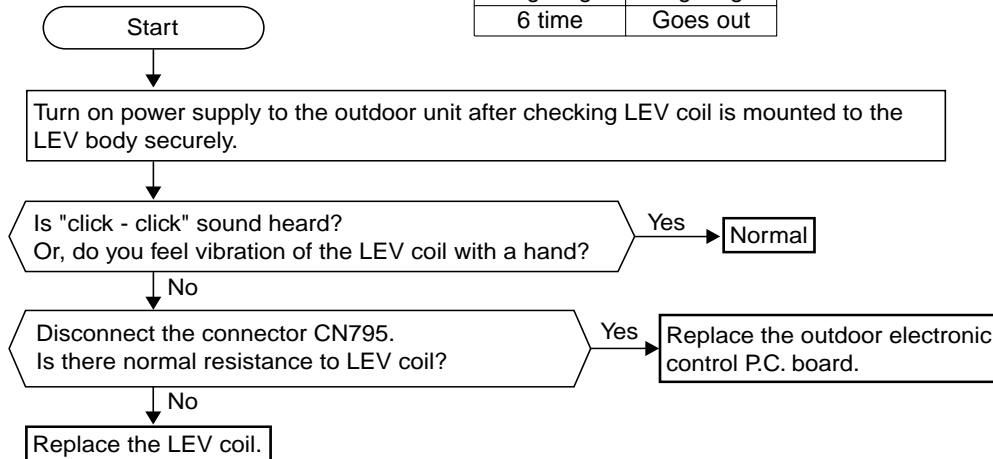 6 time Goes out
Start
Turn on power supply to the outdoor unit after checking LEV coil is mounted to the
LEV body securely.
Is "click - click" sound heard?
Or, do you feel vibration of the LEV coil with a hand?
Yes
Normal
No
Disconnect the connector CN795.
Is there normal resistance to LEV coil?
Yes
Replace the outdoor electronic
control P.C. board.
No
Replace the LEV coil.